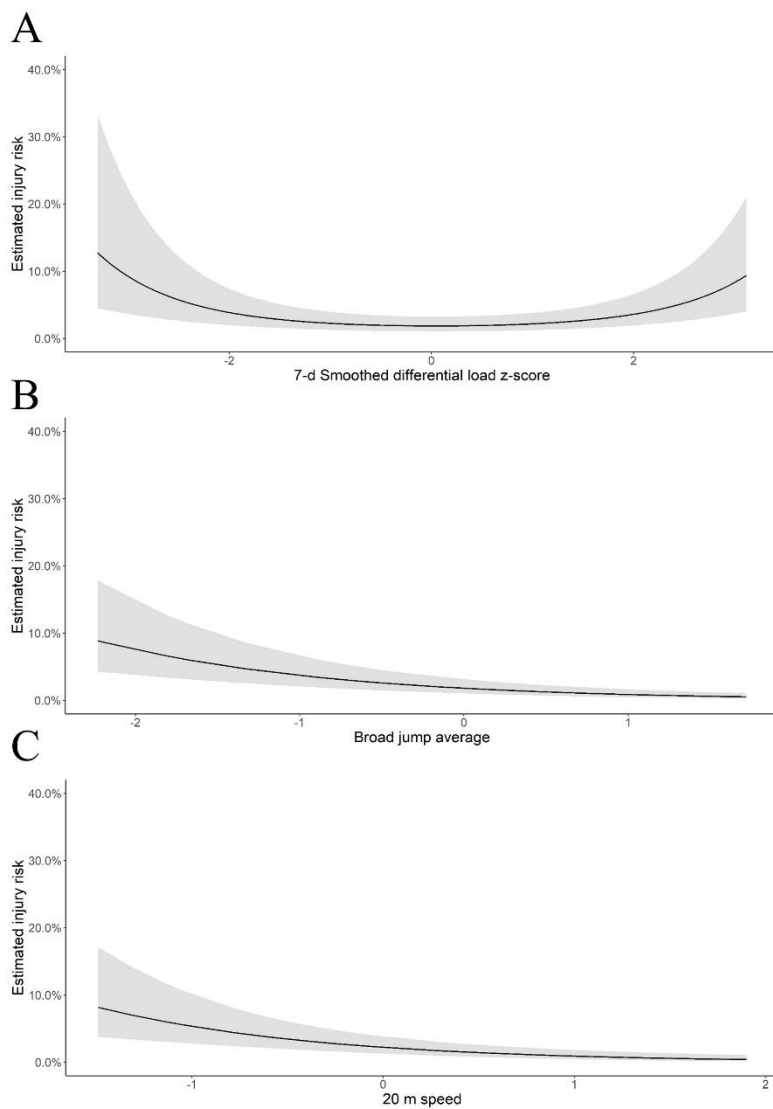 A
Estimated injury risk
40.0%
30.0%
20.0%
10.0%
0.0%
-2
0
2
7-d Smoothed differential load z-score
B
Estimated injury risk
40.0%
30.0%
20.0%
10.0%
0.0%
-2
-1
0
1
Broad jump average
C
Estimated injury risk
40.0%
30.0%
20.0%
10.0%
0.0%
-1
0
1
2
20 m speed